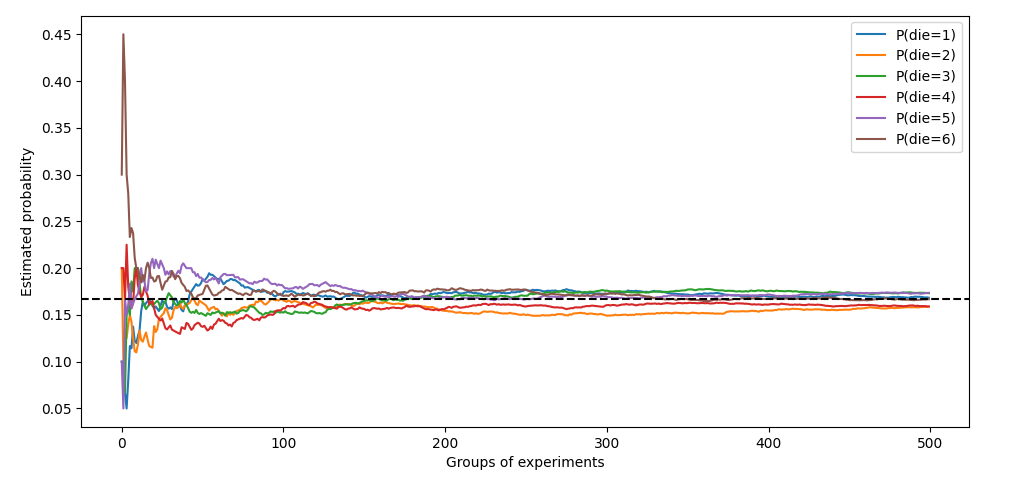 0.45
0.40
0.35
0.30
0.25
0.20
0.15
0.10
0.05
Estimated probability
0 100 200 300 400 500
Groups of experiments
P(die=1)
P(die=2)
P(die=3)
P(die=4)
P(die=5)
P(die=6)